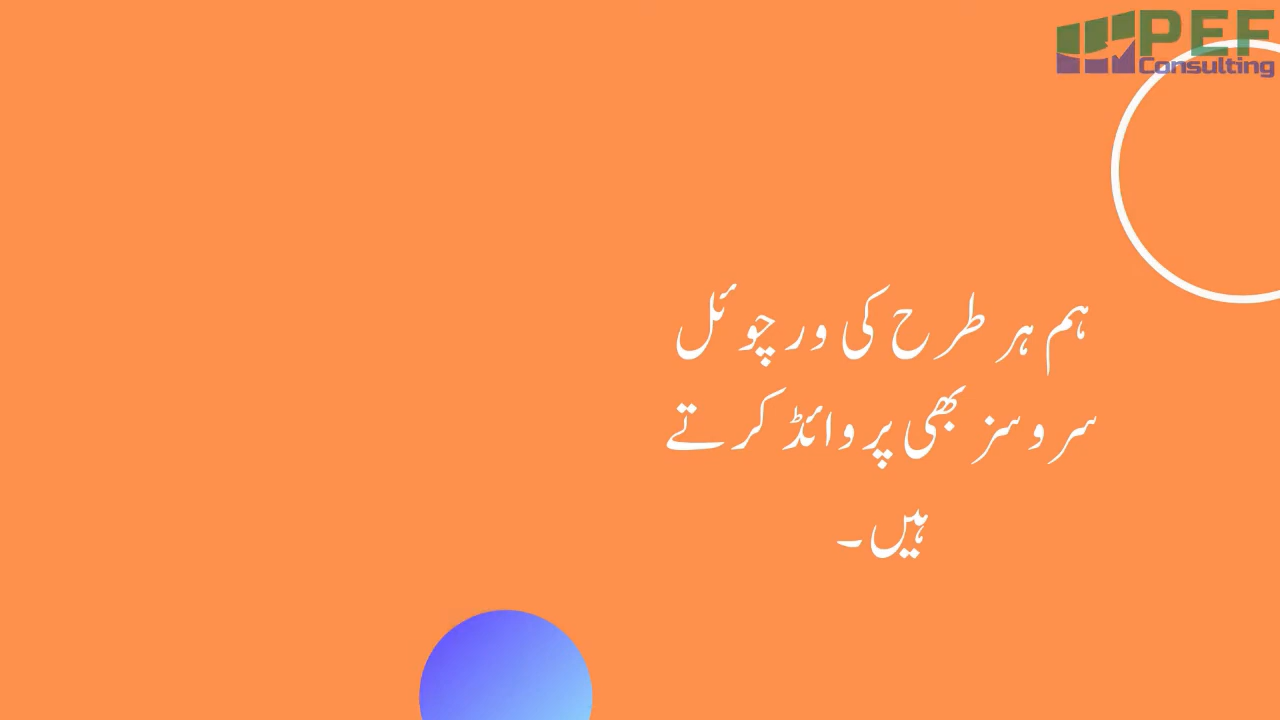 PEF
Consulting
ہم ہر طرح کی ورچوئل
سروسز بھی پروائڈ کرتے
ہیں۔